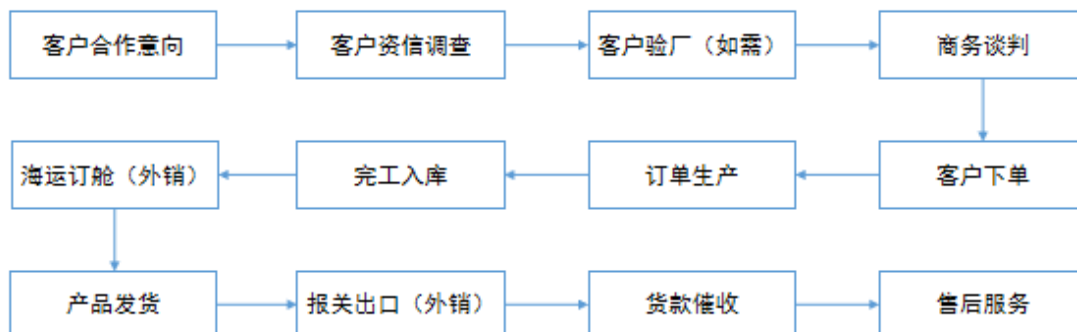 客户合作意向
客户资信调查
客户验厂（如需）
商务谈判
客户下单
订单生产
完工入库
海运订舱（外销）
产品发货
报关出口（外销）
货款催收
售后服务